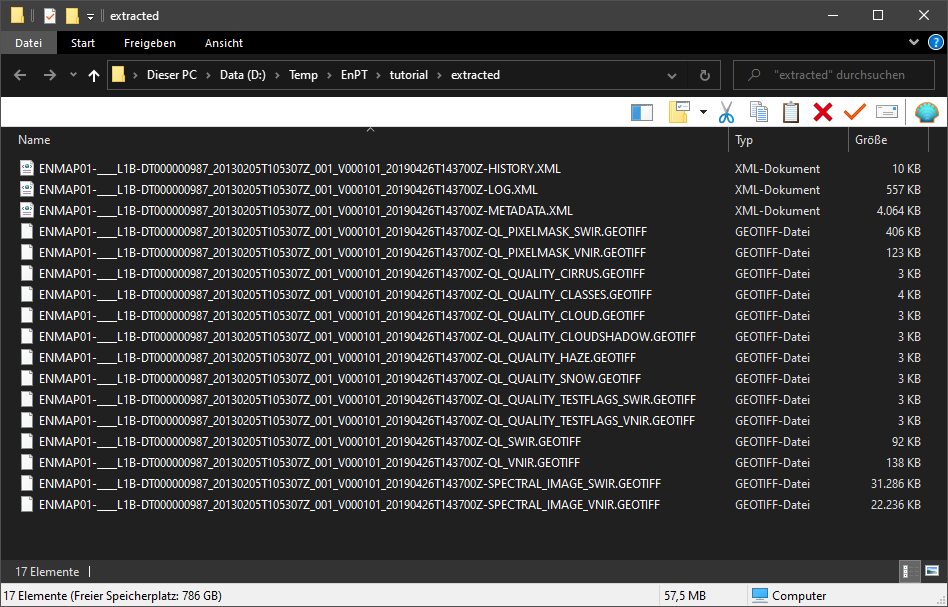 extracted
Datei Start Freigeben Ansicht
Dieser PC Data (D:) Temp EnPT tutorial extracted "extracted" durchsuchen
Name Typ Größe
ENMAP01-____L1B-DT000000987_20130205T105307Z_001_V000101_20190426T143700Z-HISTORY.XML XML-Dokument 10 KB
ENMAP01-____L1B-DT000000987_20130205T105307Z_001_V000101_20190426T143700Z-LOG.XML XML-Dokument 557 KB
ENMAP01-____L1B-DT000000987_20130205T105307Z_001_V000101_20190426T143700Z-METADATA.XML XML-Dokument 4.064 KB
ENMAP01-____L1B-DT000000987_20130205T105307Z_001_V000101_20190426T143700Z-QL_PIXELMASK_SWIR.GEOTIFF GEOTIFF-Datei 406 KB
ENMAP01-____L1B-DT000000987_20130205T105307Z_001_V000101_20190426T143700Z-QL_PIXELMASK_VNIR.GEOTIFF GEOTIFF-Datei 123 KB
ENMAP01-____L1B-DT000000987_20130205T105307Z_001_V000101_20190426T143700Z-QL_QUALITY_CIRRUS.GEOTIFF GEOTIFF-Datei 3 KB
ENMAP01-____L1B-DT000000987_20130205T105307Z_001_V000101_20190426T143700Z-QL_QUALITY_CLASSES.GEOTIFF GEOTIFF-Datei 4 KB
ENMAP01-____L1B-DT000000987_20130205T105307Z_001_V000101_20190426T143700Z-QL_QUALITY_CLOUD.GEOTIFF GEOTIFF-Datei 3 KB
ENMAP01-____L1B-DT000000987_20130205T105307Z_001_V000101_20190426T143700Z-QL_QUALITY_CLOUDSHADOW.GEOTIFF GEOTIFF-Datei 3 KB
ENMAP01-____L1B-DT000000987_20130205T105307Z_001_V000101_20190426T143700Z-QL_QUALITY_HAZE.GEOTIFF GEOTIFF-Datei 3 KB
ENMAP01-____L1B-DT000000987_20130205T105307Z_001_V000101_20190426T143700Z-QL_QUALITY_SNOW.GEOTIFF GEOTIFF-Datei 3 KB
ENMAP01-____L1B-DT000000987_20130205T105307Z_001_V000101_20190426T143700Z-QL_QUALITY_TESTFLAGS_SWIR.GEOTIFF GEOTIFF-Datei 3 KB
ENMAP01-____L1B-DT000000987_20130205T105307Z_001_V000101_20190426T143700Z-QL_QUALITY_TESTFLAGS_VNIR.GEOTIFF GEOTIFF-Datei 3 KB
ENMAP01-____L1B-DT000000987_20130205T105307Z_001_V000101_20190426T143700Z-QL_SWIR.GEOTIFF GEOTIFF-Datei 92 KB
ENMAP01-____L1B-DT000000987_20130205T105307Z_001_V000101_20190426T143700Z-QL_VNIR.GEOTIFF GEOTIFF-Datei 138 KB
ENMAP01-____L1B-DT000000987_20130205T105307Z_001_V000101_20190426T143700Z-SPECTRAL_IMAGE_SWIR.GEOTIFF GEOTIFF-Datei 31.286 KB
ENMAP01-____L1B-DT000000987_20130205T105307Z_001_V000101_20190426T143700Z-SPECTRAL_IMAGE_VNIR.GEOTIFF GEOTIFF-Datei 22.236 KB
17 Elemente
17 Elemente (Freier Speicherplatz: 786 GB) 57,5 MB Computer